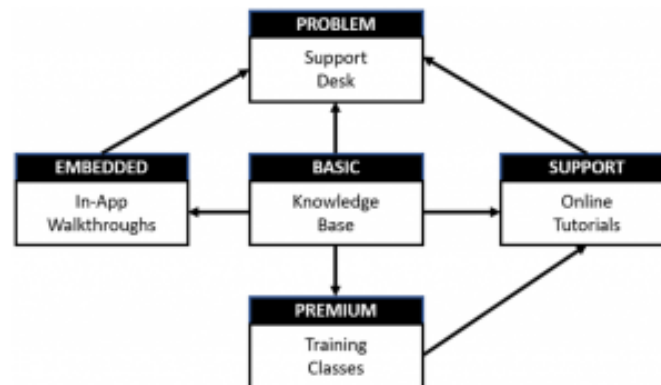 PROBLEM
Support
Desk
EMBEDDED
In-App
Walkthroughs
BASIC
Knowledge
Base
SUPPORT
Online
Tutorials
PREMIUM
Training
Classes